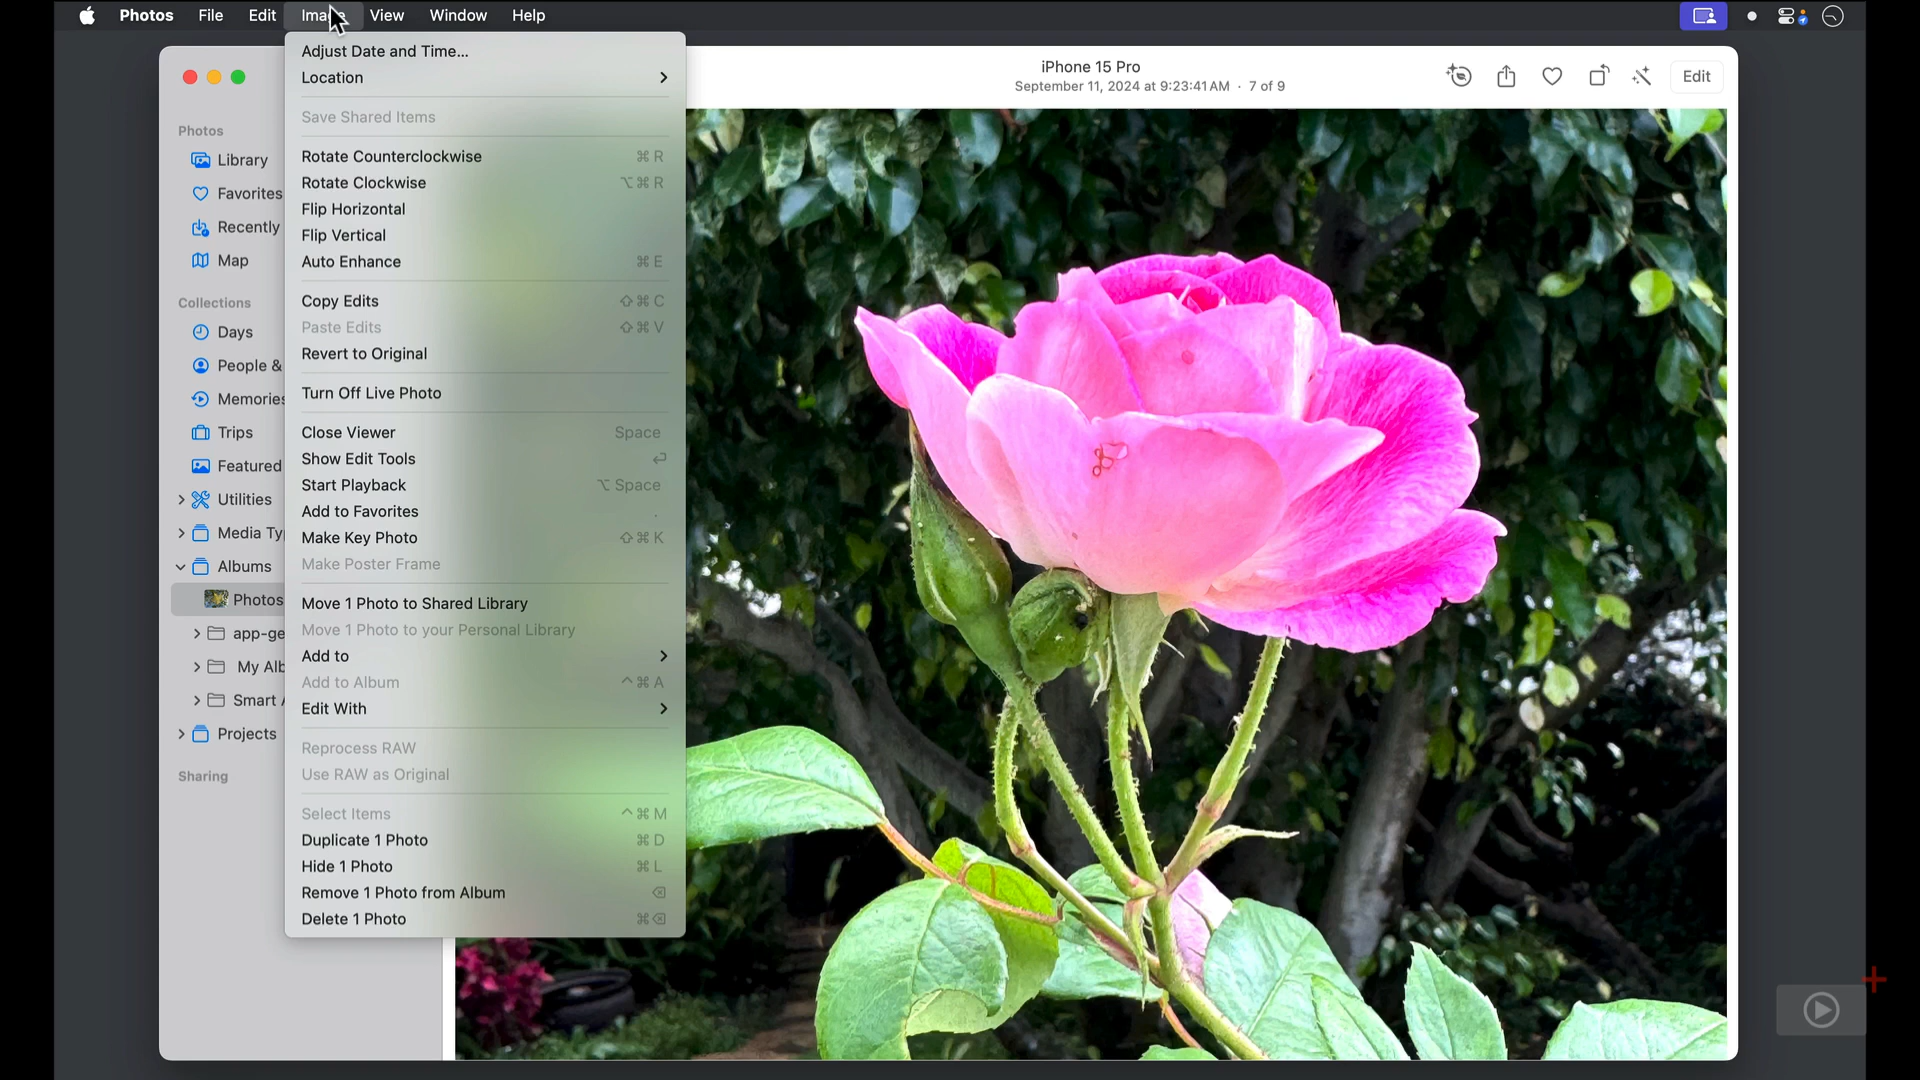 Photos File Edit Image View Window Help
iPhone 15 Pro
September 11, 2024 at 9:23:41 AM · 7 of 9
Edit
Photos
Library
Favorites
Recently
Map
Collections
Days
People &
Memories
Trips
Featured
Utilities
Media Ty
Albums
Photos
app-ge
My Alb
Smart A
Projects
Sharing
Adjust Date and Time...
Location
Save Shared Items
Rotate Counterclockwise ⌘ R
Rotate Clockwise ⌥ ⌘ R
Flip Horizontal
Flip Vertical
Auto Enhance ⌘ E
Copy Edits ⇧ ⌘ C
Paste Edits ⇧ ⌘ V
Revert to Original
Turn Off Live Photo
Close Viewer Space
Show Edit Tools ↩
Start Playback ⌥ Space
Add to Favorites .
Make Key Photo ⇧ ⌘ K
Make Poster Frame
Move 1 Photo to Shared Library
Move 1 Photo to your Personal Library
Add to
Add to Album ^ ⌘ A
Edit With
Reprocess RAW
Use RAW as Original
Select Items ^ ⌘ M
Duplicate 1 Photo ⌘ D
Hide 1 Photo ⌘ L
Remove 1 Photo from Album ⌫
Delete 1 Photo ⌘ ⌫